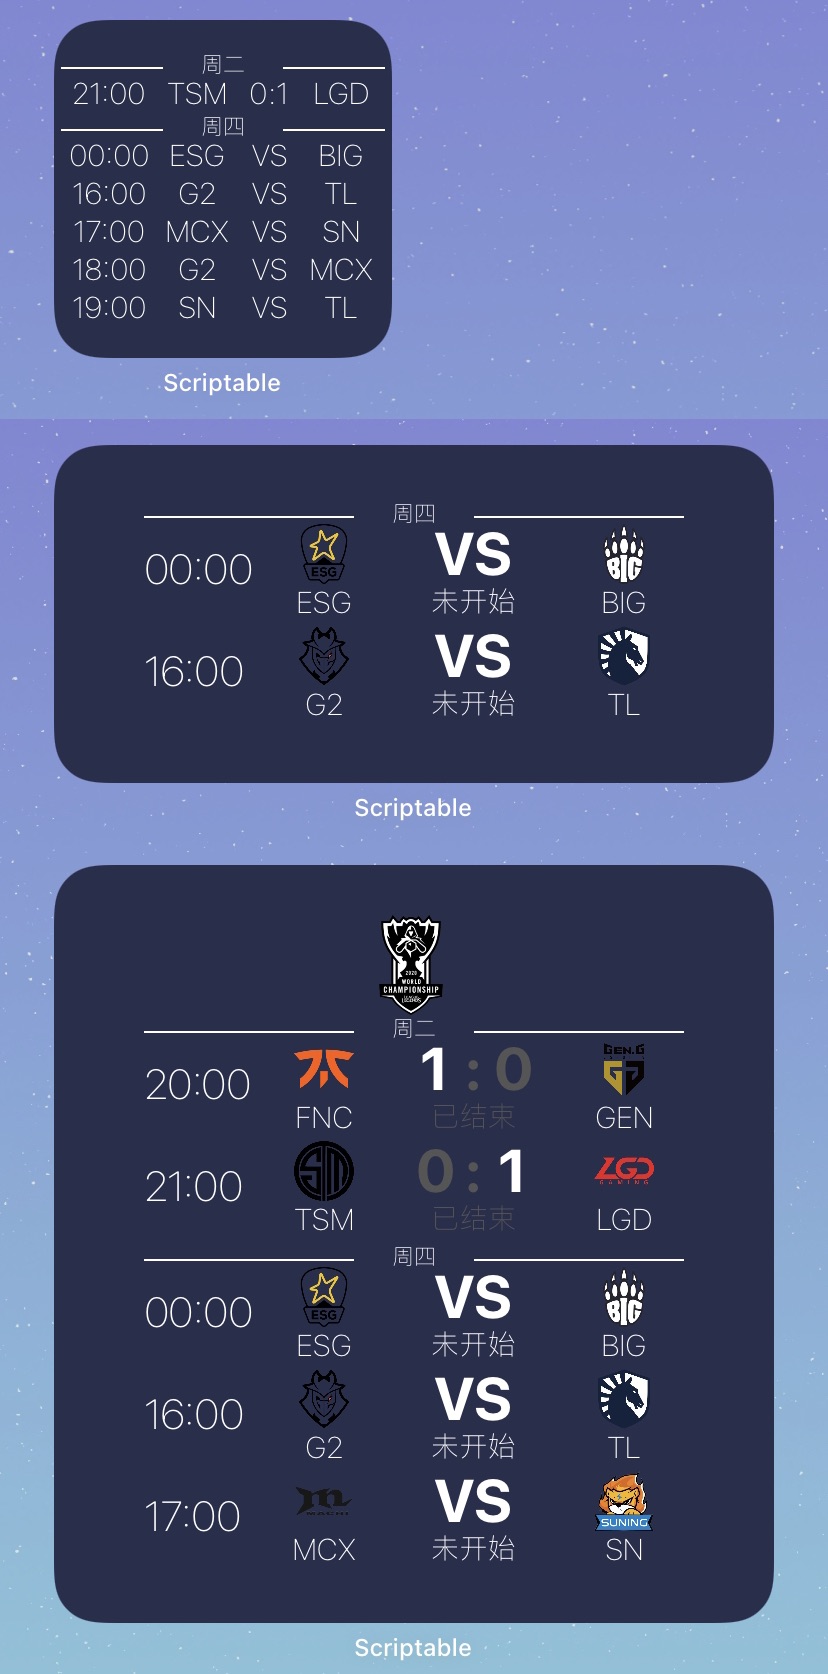 周二
21:00 TSM 0:1 LGD
周四
00:00 ESG VS BIG
16:00 G2 VS TL
17:00 MCX VS SN
18:00 G2 VS MCX
19:00 SN VS TL
Scriptable
周四
00:00 ESG VS BIG
ESG 未开始 BIG
16:00 VS
G2 未开始 TL
Scriptable
2020
WORLD
CHAMPIONSHIP
周二
20:00 1 : 0 GEN.G
FNC 已结束 GEN
21:00 TSM 0 : 1 LGD
GAMING
TSM 已结束 LGD
周四
00:00 ESG VS BIG
ESG 未开始 BIG
16:00 VS
G2 未开始 TL
17:00 VS SUNING
MCX 未开始 SN
Scriptable